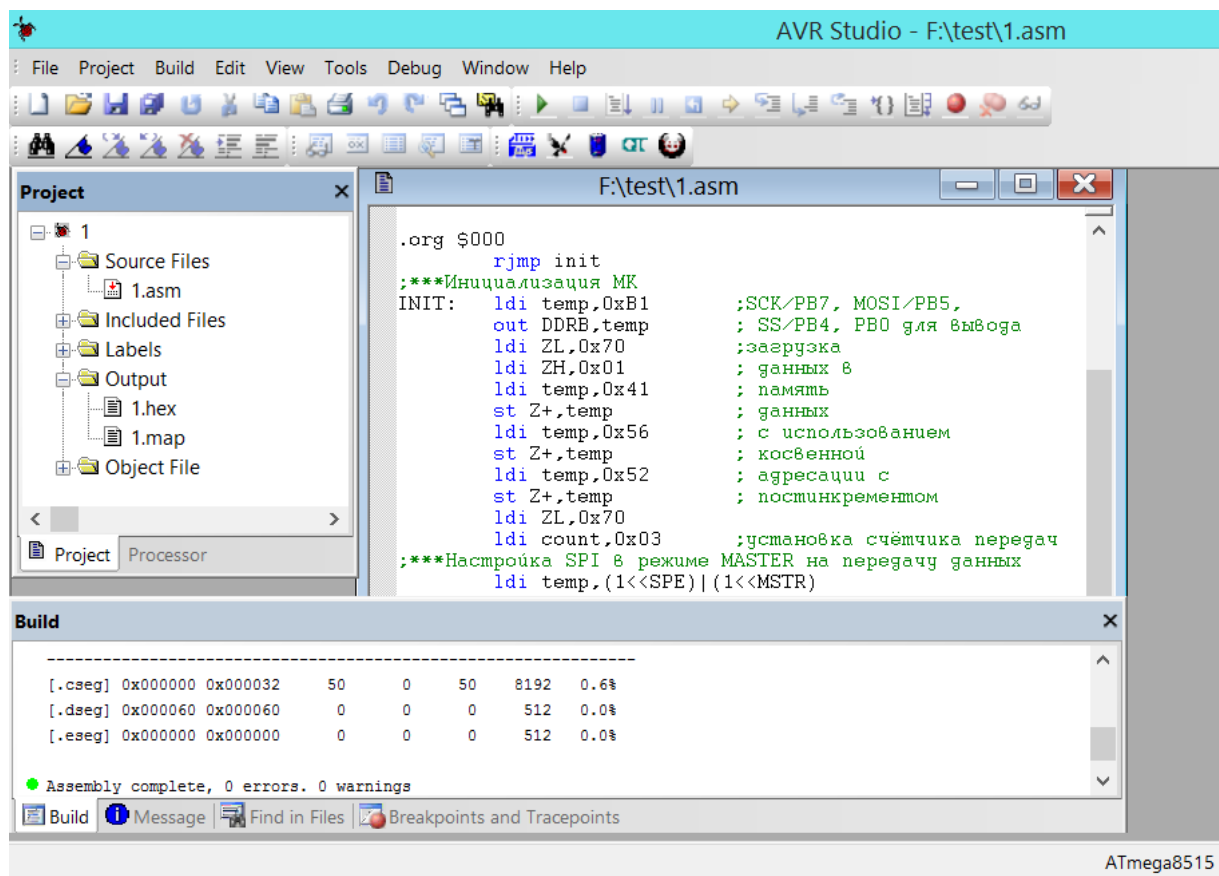 AVR Studio - F:\test\1.asm
File Project Build Edit View Tools Debug Window Help
Project
1
Source Files
1.asm
Included Files
Labels
Output
1.hex
1.map
Object File
Project Processor
F:\test\1.asm
.org $000
rjmp init
;***Инициализация МК
INIT: ldi temp,0xB1 ;SCK/PB7, MOSI/PB5,
out DDRB,temp ; SS/PB4, PB0 для вывода
ldi ZL,0x70 ;загрузка
ldi ZH,0x01 ; данных в
ldi temp,0x41 ; память
st Z+,temp ; данных
ldi temp,0x56 ; с использованием
st Z+,temp ; косвенной
ldi temp,0x52 ; адресации с
st Z+,temp ; постинкрементом
ldi ZL,0x70
ldi count,0x03 ;установка счётчика передач
;***Настройка SPI в режиме MASTER на передачу данных
ldi temp,(1<<SPE)|(1<<MSTR)
Build
---------------------------------------------------------------
[.cseg] 0x000000 0x000032 50 0 50 8192 0.6%
[.dseg] 0x000060 0x000060 0 0 0 512 0.0%
[.eseg] 0x000000 0x000000 0 0 0 512 0.0%
Assembly complete, 0 errors. 0 warnings
Build Message Find in Files Breakpoints and Tracepoints
ATmega8515